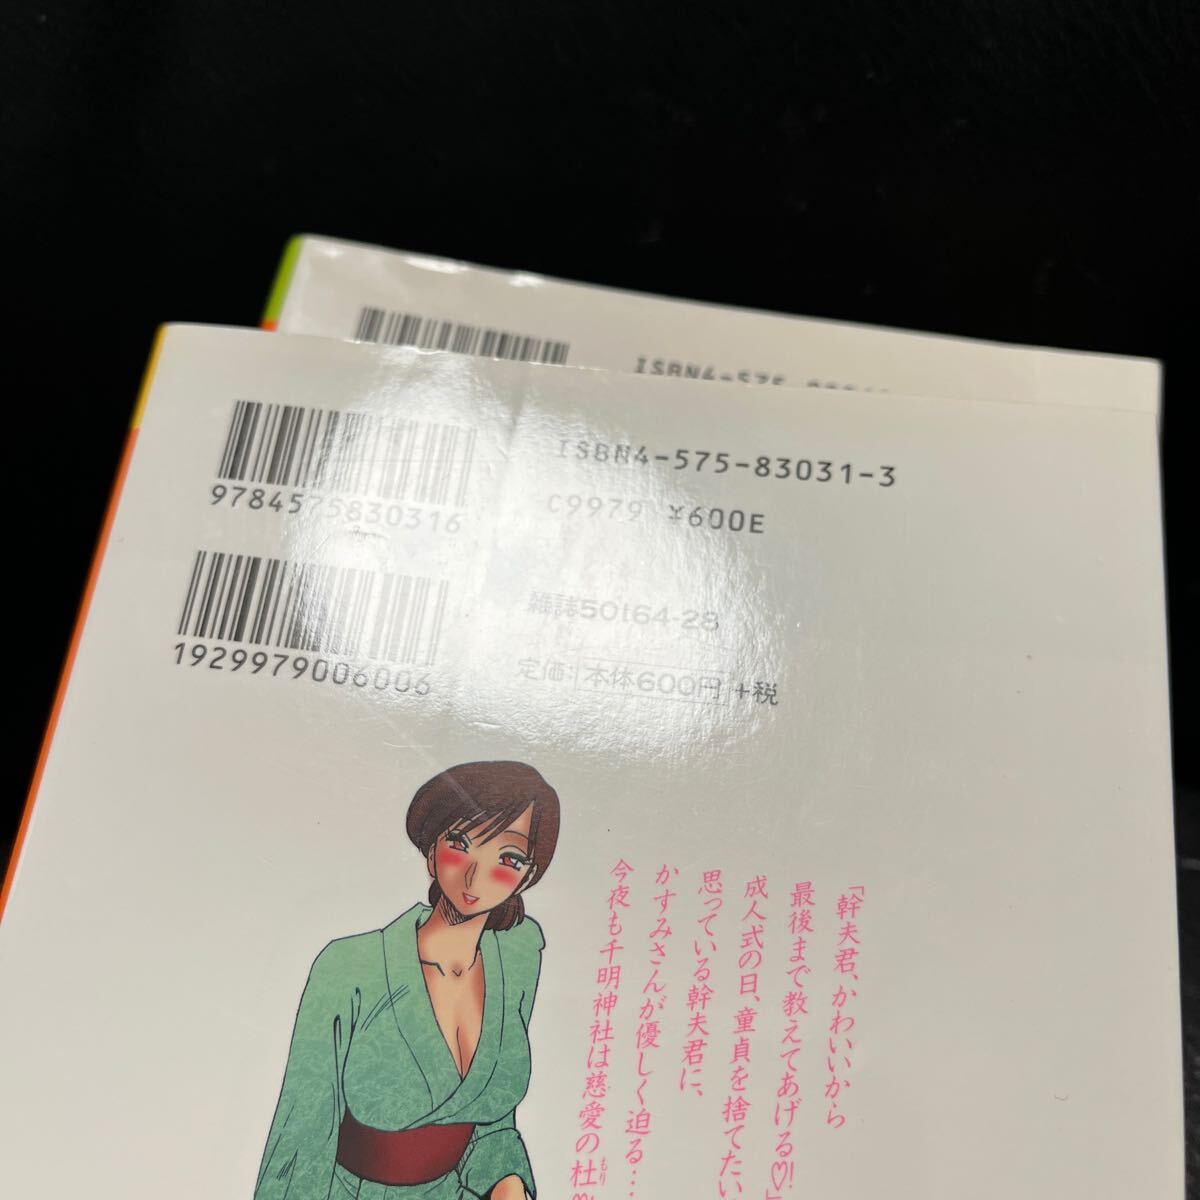 ISBN4-575
ISBN4-575-83031-3
C9979 ¥600E
9784575830316
雑誌50164-28
1929979006006
定価:本体600円+税
「幹夫君、かわいいから
最後まで教えてあげる♡!」
成人式の日、童貞を捨てたい
思っている幹夫君に、
かすみさんが優しく迫る…
今夜も千明神社は慈愛の杜
もり